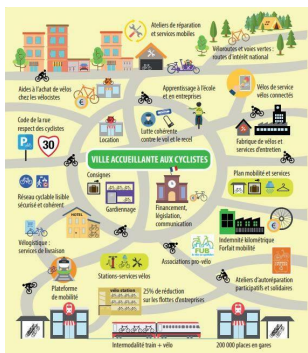 Ateliers de réparation
et services mobiles
Véloroutes et voies vertes :
routes d'intérêt national
Aides à l'achat de vélos
chez les vélocistes
Apprentissage à l'école
et en entreprises
Vélos de service
vélos connectés
Code de la rue
respect des cyclistes
P
30
Location
Lutte cohérente
contre le vol et le recel
Fabrique de vélos et
services d'entretien
VILLE ACCUEILLANTE AUX CYCLISTES
Consignes
Plan mobilité et services
Réseau cyclable lisible
sécurisé et cohérent
Gardiennage
Financement,
législation,
communication
HOTEL
Vélogistique :
services de livraison
FUB
Indemnité kilométrique
Forfait mobilité
Plateforme
de mobilité
Stations-services vélos
Associations pro-vélo
vélo station
25% de réduction
sur les flottes d'entreprises
Ateliers d'autoréparation
participatifs et solidaires
Intermodalité train + vélo
200 000 places en gares